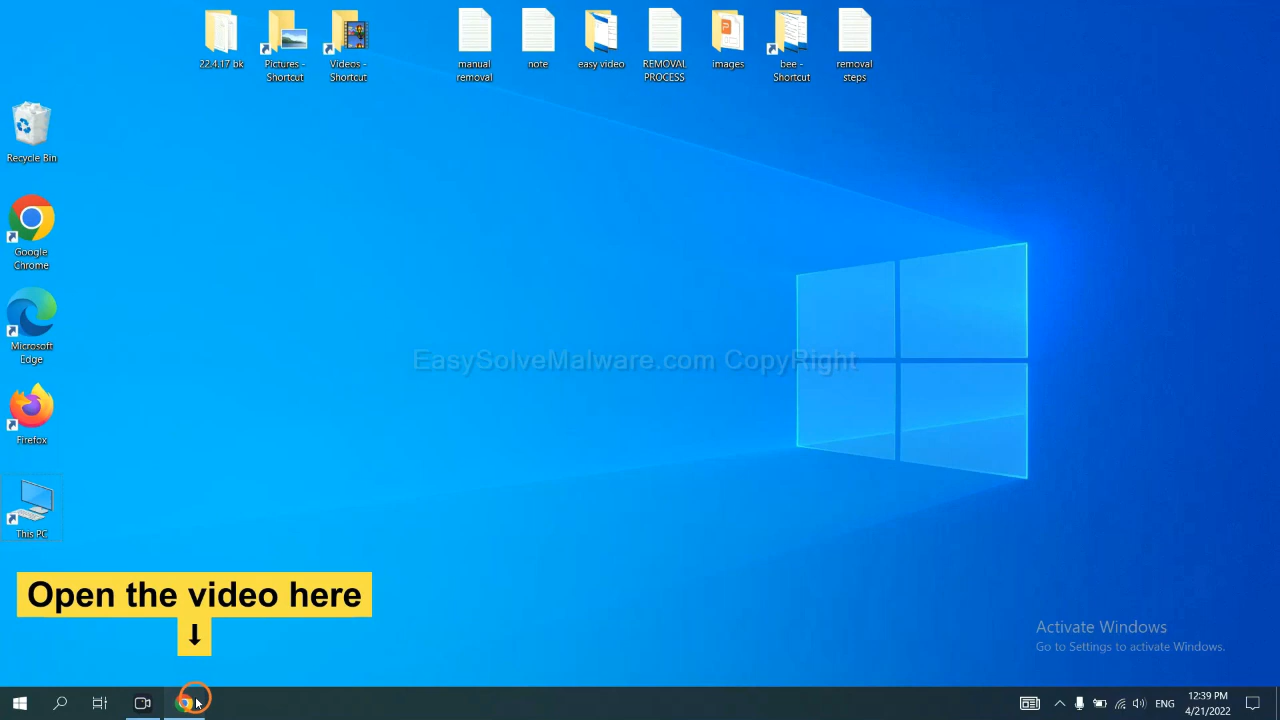 22.4.17 bk
Pictures -
Shortcut
Videos -
Shortcut
manual
removal
note
easy video
REMOVAL
PROCESS
images
bee -
Shortcut
removal
steps
Recycle Bin
Google
Chrome
Microsoft
Edge
EasySolveMalware.com CopyRight
Firefox
This PC
Open the video here
↓
Activate Windows
Go to Settings to activate Windows.
ENG
12:39 PM
4/21/2022